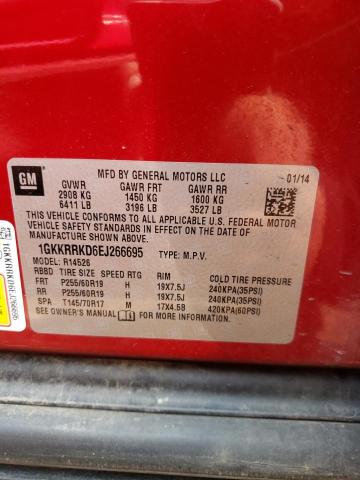 GM
MFD BY GENERAL MOTORS LLC
01/14
GVWR GAWR FRT GAWR RR
2908 KG 1450 KG 1600 KG
6411 LB 3196 LB 3527 LB
THIS VEHICLE CONFORMS TO ALL APPLICABLE U.S. FEDERAL MOTOR
VEHICLE SAFETY STANDARDS IN EFFECT ON THE DATE OF
MANUFACTURE SHOWN ABOVE.
1GKKRRKD6EJ266695 TYPE: M.P.V.
MODEL: R14526
RBBD TIRE SIZE SPEED RTG RIM COLD TIRE PRESSURE
FRT P255/60R19 H 19X7.5J 240KPA(35PSI)
RR P255/60R19 H 19X7.5J 240KPA(35PSI)
SPA T145/70R17 M 17X4.5B 420KPA(60PSI)
SEE OWNER'S MANUAL FOR MORE INFORMATION.
1GKKRRKD6EJ266695